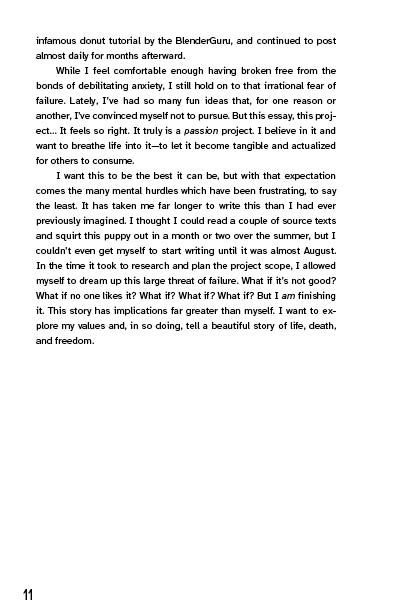 infamous donut tutorial by the BlenderGuru, and continued to post
almost daily for months afterward.
While I feel comfortable enough having broken free from the
bonds of debilitating anxiety, I still hold on to that irrational fear of
failure. Lately, I've had so many fun ideas that, for one reason or
another, I've convinced myself not to pursue. But this essay, this proj-
ect... It feels so right. It truly is a passion project. I believe in it and
want to breathe life into it—to let it become tangible and actualized
for others to consume.
I want this to be the best it can be, but with that expectation
comes the many mental hurdles which have been frustrating, to say
the least. It has taken me far longer to write this than I had ever
previously imagined. I thought I could read a couple of source texts
and squirt this puppy out in a month or two over the summer, but I
couldn't even get myself to start writing until it was almost August.
In the time it took to research and plan the project scope, I allowed
myself to dream up this large threat of failure. What if it's not good?
What if no one likes it? What if? What if? What if? But I am finishing
it. This story has implications far greater than myself. I want to ex-
plore my values and, in so doing, tell a beautiful story of life, death,
and freedom.
11